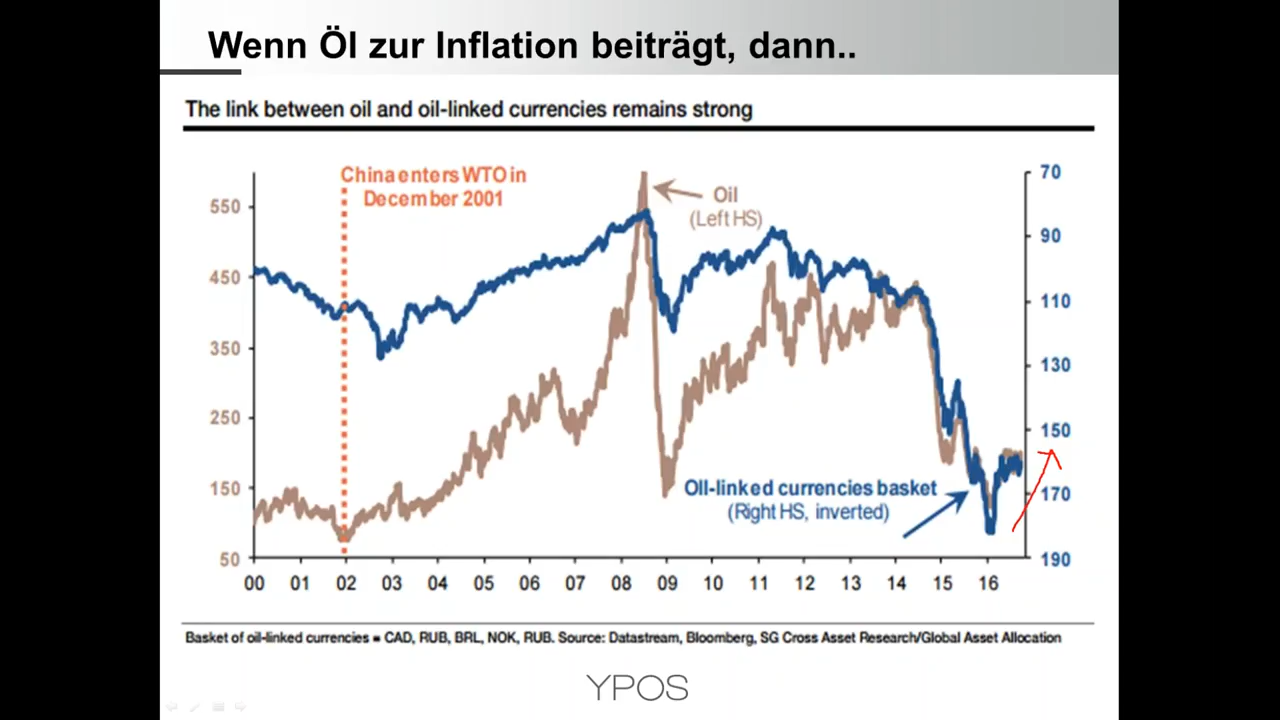 Wenn Öl zur Inflation beiträgt, dann..
The link between oil and oil-linked currencies remains strong
China enters WTO in
December 2001
Oil
(Left HS)
550
450
350
250
150
50
70
90
110
130
150
170
190
Oil-linked currencies basket
(Right HS, inverted)
00 01 02 03 04 05 06 07 08 09 10 11 12 13 14 15 16
Basket of oil-linked currencies = CAD, RUB, BRL, NOK, RUB. Source: Datastream, Bloomberg, SG Cross Asset Research/Global Asset Allocation
YPOS